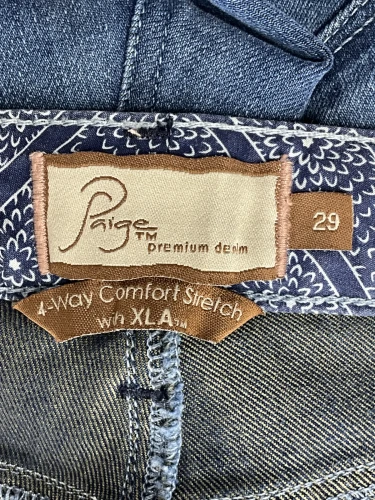 Paige™
premium denim
29
4-Way Comfort Stretch
with XLA™